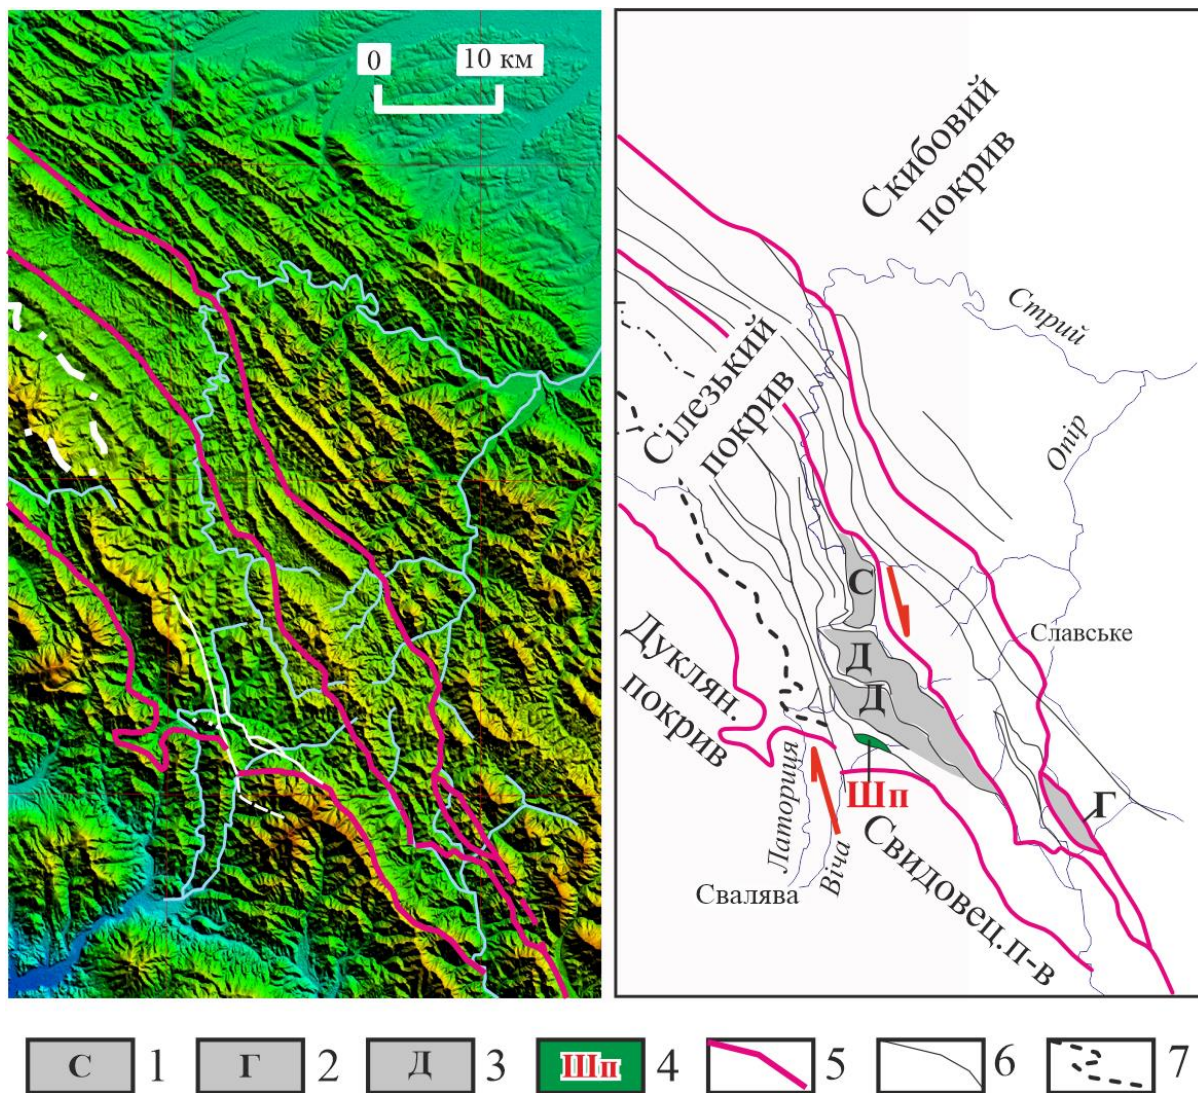 0
10 км
Скибовий
покрив
Стрий
Сілезький
покрив
Опір
С
Славське
Дуклян.
покрив
Д
Д
Латориця
Шп
Г
Свалява
Віча
Свидовец.п-в
С 1
Г 2
Д 3
Шп 4
5
6
7